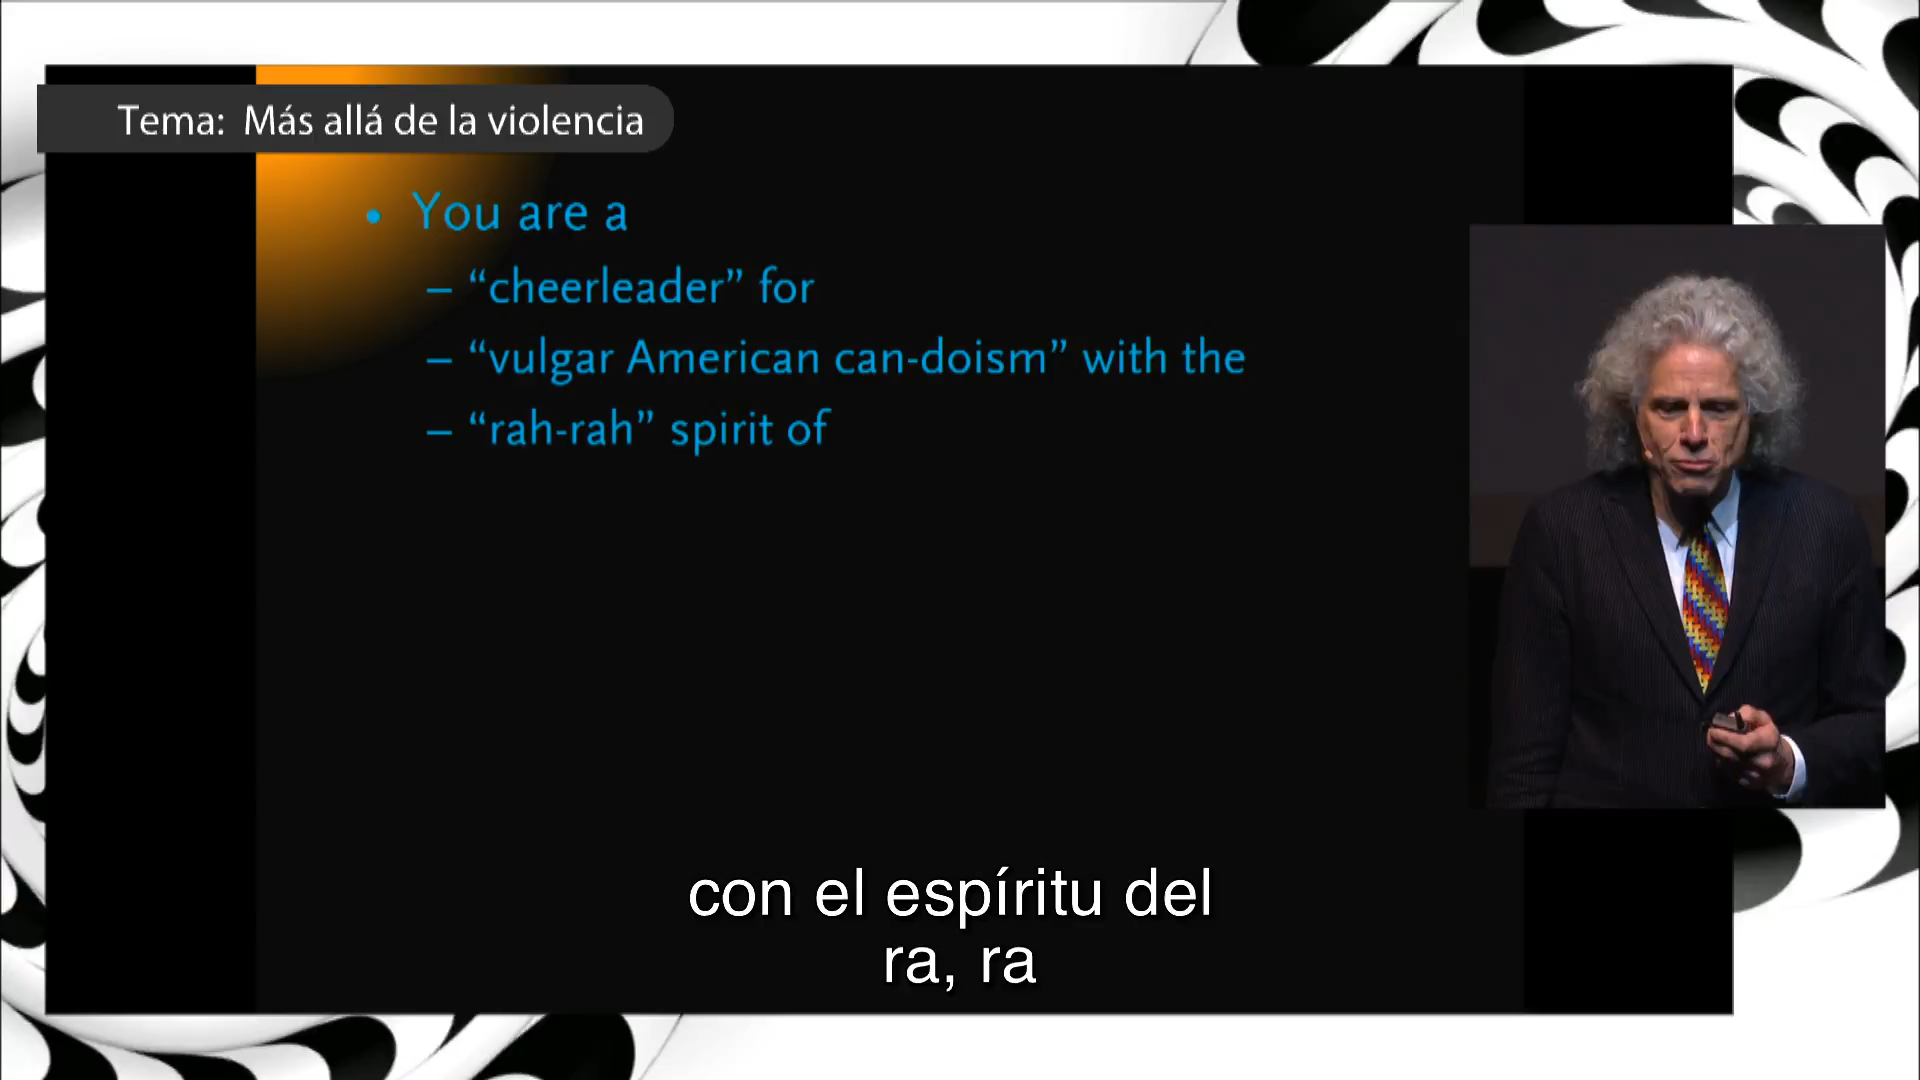 Tema: Más allá de la violencia
• You are a
– “cheerleader” for
– “vulgar American can-doism” with the
– “rah-rah” spirit of
con el espíritu del
ra, ra